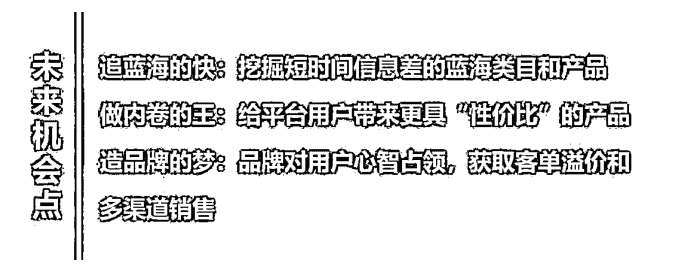 未来机会点
追蓝海的快：挖掘短时间信息差的蓝海类目和产品
做内卷的王：给平台用户带来更具“性价比”的产品
造品牌的梦：品牌对用户心智占领，获取客单溢价和
多渠道销售